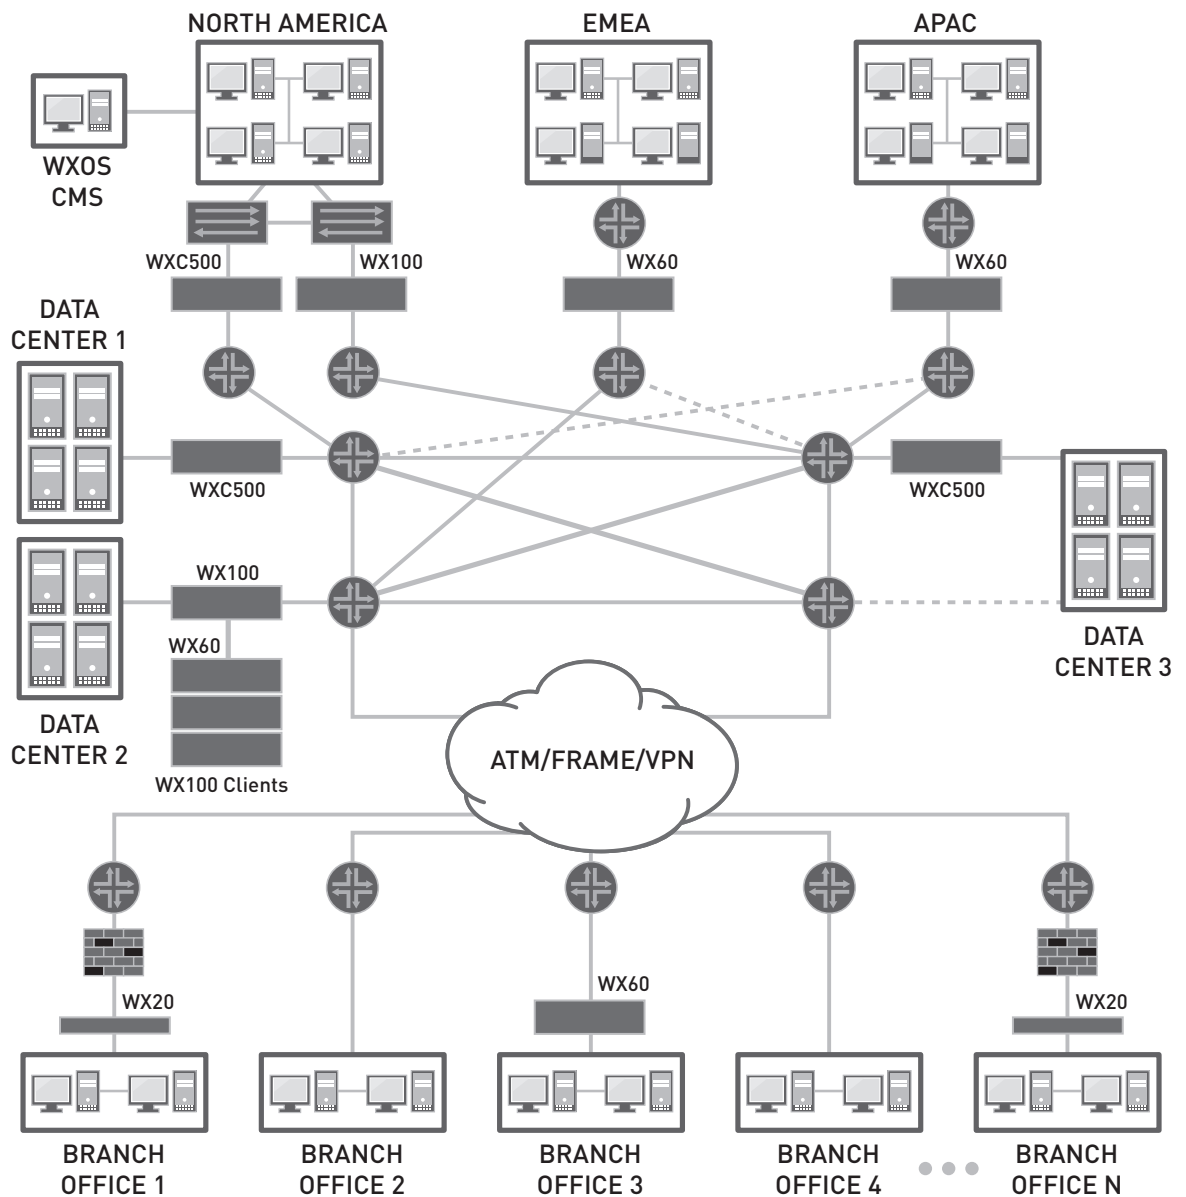 NORTH AMERICA
EMEA
APAC
WXOS
CMS
WXC500
WX100
WX60
WX60
DATA
CENTER 1
WXC500
WXC500
WX100
WX60
DATA
CENTER 3
DATA
CENTER 2
ATM/FRAME/VPN
WX100 Clients
WX20
WX60
WX20
BRANCH
OFFICE 1
BRANCH
OFFICE 2
BRANCH
OFFICE 3
BRANCH
OFFICE 4
BRANCH
OFFICE N